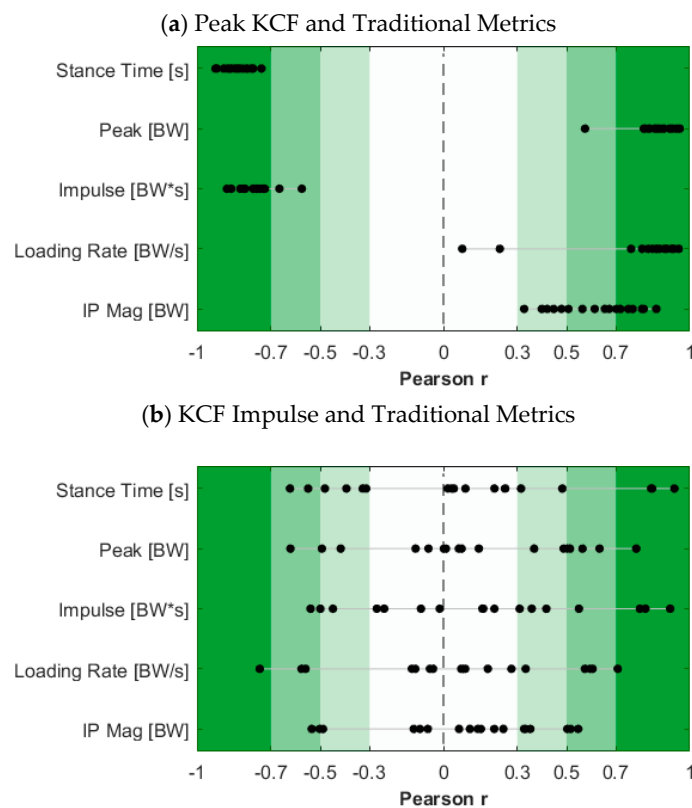 (a) Peak KCF and Traditional Metrics
Stance Time [s]
Peak [BW]
Impulse [BW*s]
Loading Rate [BW/s]
IP Mag [BW]
-1 -0.7 -0.5 -0.3 0 0.3 0.5 0.7 1
Pearson r
(b) KCF Impulse and Traditional Metrics
Stance Time [s]
Peak [BW]
Impulse [BW*s]
Loading Rate [BW/s]
IP Mag [BW]
-1 -0.7 -0.5 -0.3 0 0.3 0.5 0.7 1
Pearson r